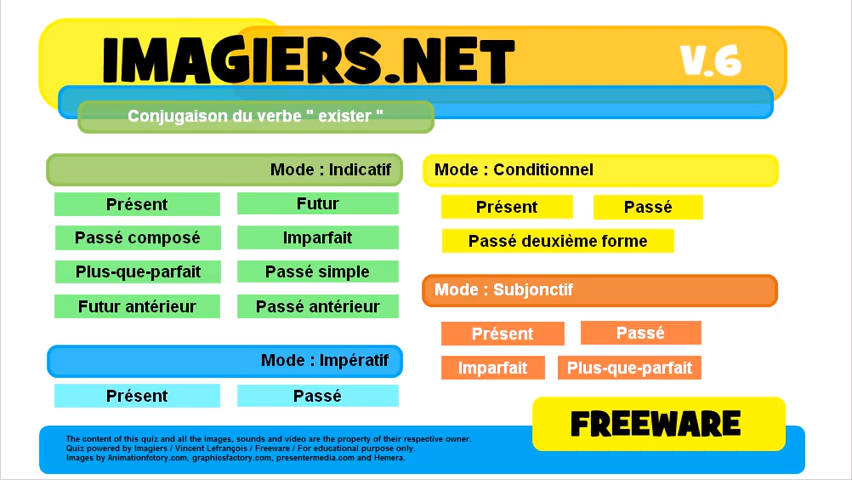 IMAGIERS.NET
V.6
Conjugaison du verbe " exister "
Mode : Indicatif
Présent
Futur
Passé composé
Imparfait
Plus-que-parfait
Passé simple
Futur antérieur
Passé antérieur
Mode : Impératif
Présent
Passé
Mode : Conditionnel
Présent
Passé
Passé deuxième forme
Mode : Subjonctif
Présent
Passé
Imparfait
Plus-que-parfait
FREEWARE
The content of this quiz and all the images, sounds and video are the property of their respective owner.
Quiz powered by Imagiers / Vincent Lefrançois / Freeware / For educational purpose only.
Images by Animationfctory.com, graphicsfactory.com, presentermedia.com and Hemera.